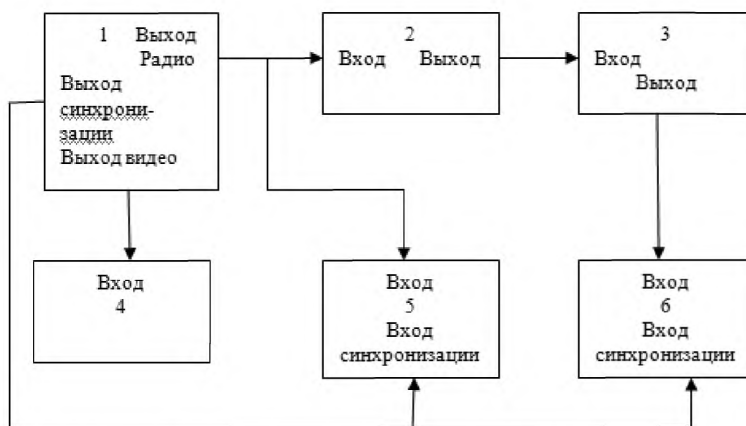 1 Выход
Радио
Выход
синхрони-
зации
Выход видео
2
Вход Выход
3
Вход
Выход
Вход
4
Вход
5
Вход
синхронизации
Вход
6
Вход
синхронизации